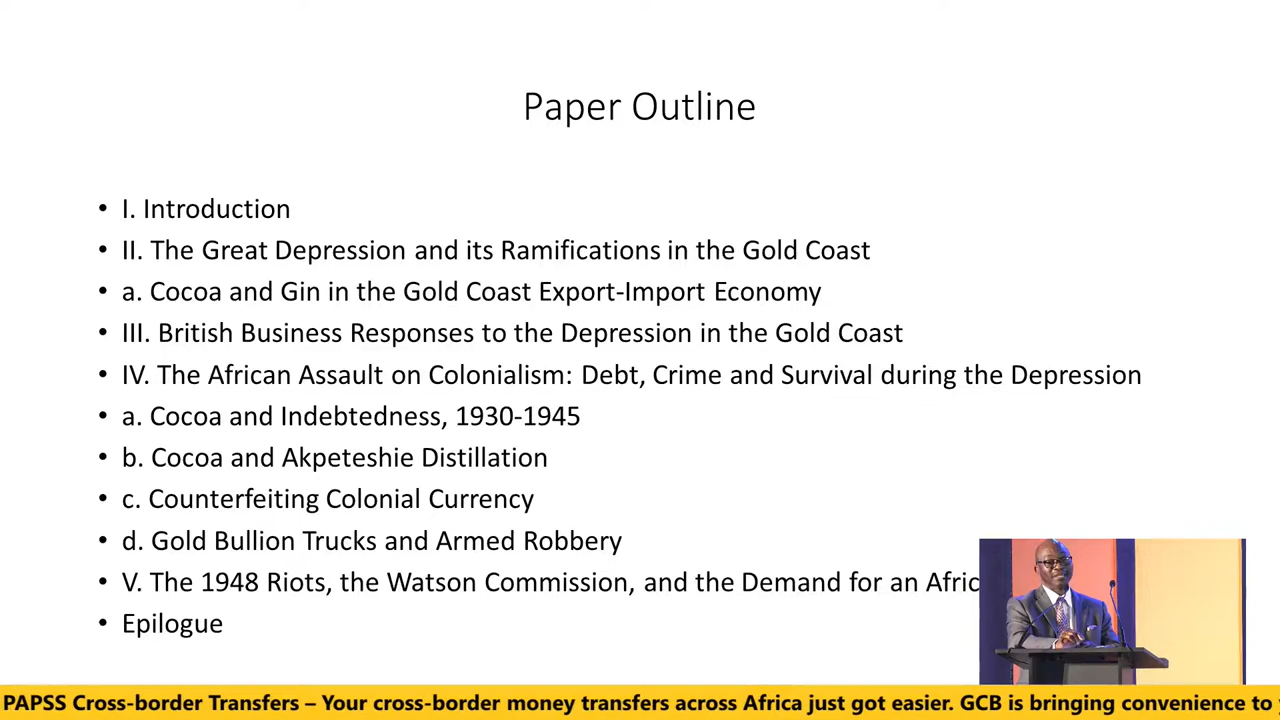 Paper Outline
• I. Introduction
• II. The Great Depression and its Ramifications in the Gold Coast
• a. Cocoa and Gin in the Gold Coast Export-Import Economy
• III. British Business Responses to the Depression in the Gold Coast
• IV. The African Assault on Colonialism: Debt, Crime and Survival during the Depression
• a. Cocoa and Indebtedness, 1930-1945
• b. Cocoa and Akpeteshie Distillation
• c. Counterfeiting Colonial Currency
• d. Gold Bullion Trucks and Armed Robbery
• V. The 1948 Riots, the Watson Commission, and the Demand for an Afric
• Epilogue
PAPSS Cross-border Transfers – Your cross-border money transfers across Africa just got easier. GCB is bringing convenience to